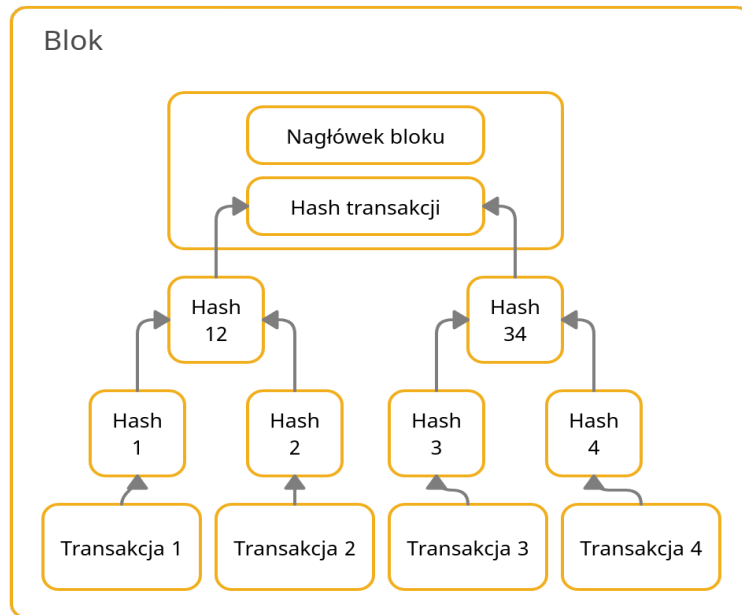 Blok
Nagłówek bloku
Hash transakcji
Hash
12
Hash
34
Hash
1
Hash
2
Hash
3
Hash
4
Transakcja 1
Transakcja 2
Transakcja 3
Transakcja 4